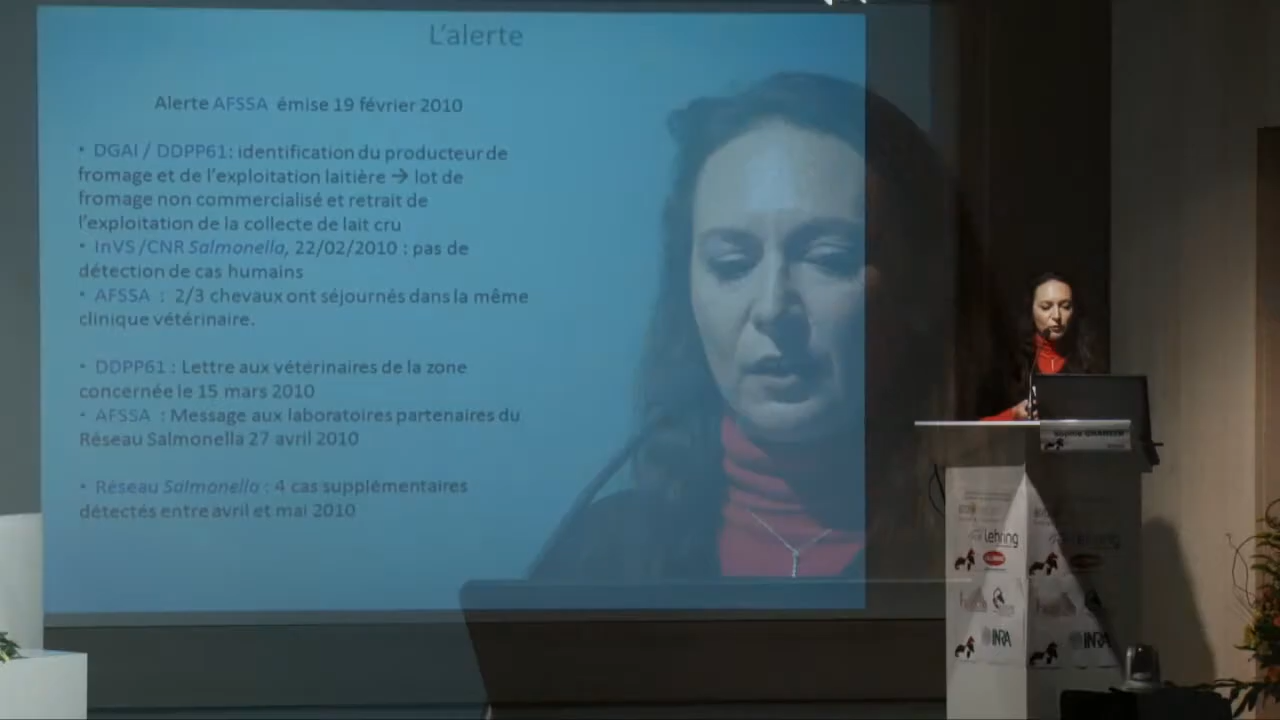 L'alerte
Alerte AFSSA émise 19 février 2010
• DGAl / DDPP61: identification du producteur de
fromage et de l'exploitation laitière → lot de
fromage non commercialisé et retrait de
l'exploitation de la collecte de lait cru
• InVS /CNR Salmonella, 22/02/2010 : pas de
détection de cas humains
• AFSSA : 2/3 chevaux ont séjournés dans la même
clinique vétérinaire.
• DDPP61 : Lettre aux vétérinaires de la zone
concernée le 15 mars 2010
• AFSSA : Message aux laboratoires partenaires du
Réseau Salmonella 27 avril 2010
• Réseau Salmonella : 4 cas supplémentaires
détectés entre avril et mai 2010
lehring
INRA
INRA